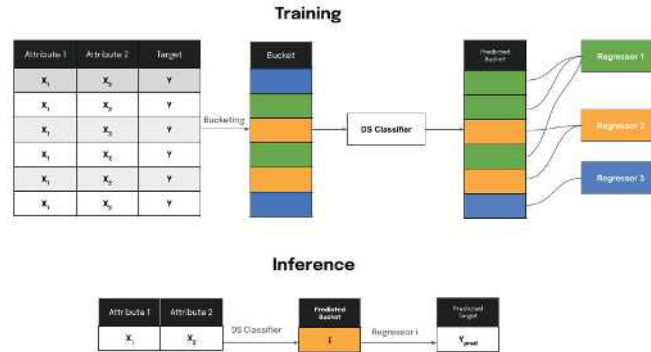 Training
Attribute 1 Attribute 2 Target
X₁ X₂ Y
X₁ X₂ Y
X₁ X₂ Y
X₁ X₂ Y
X₁ X₂ Y
X₁ X₂ Y
Bucketing
Bucket
DS Classifier
Predicted
Bucket
Regressor 1
Regressor 2
Regressor 3
Inference
Attribute 1 Attribute 2
X₁ X₂
DS Classifier
Predicted
Bucket
i
Regressor i
Predicted
Target
Y_pred